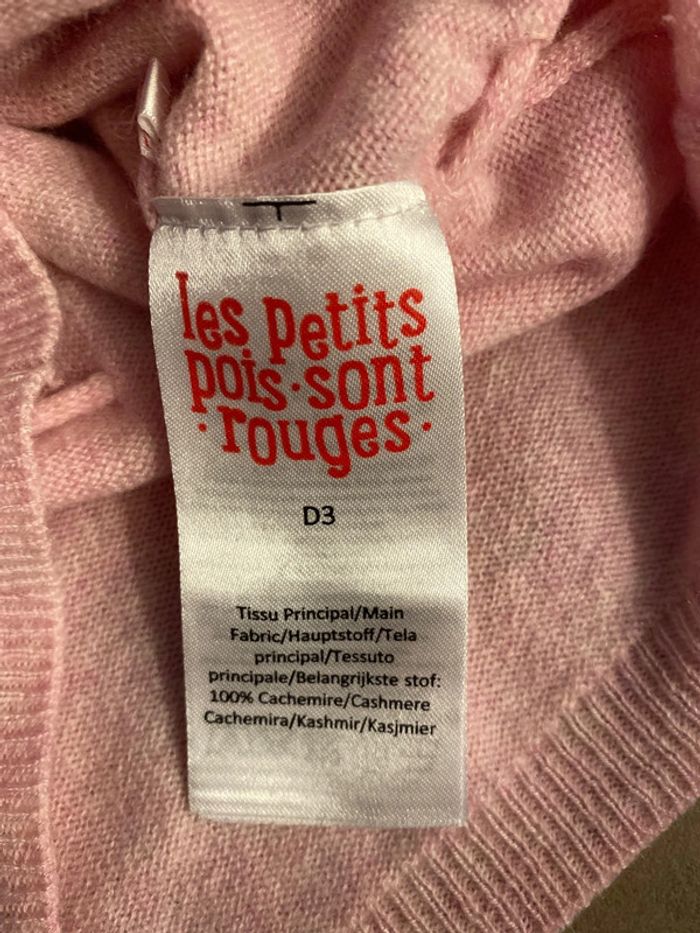 les petits
pois·sont
·rouges·
D3
Tissu Principal/Main
Fabric/Hauptstoff/Tela
principal/Tessuto
principale/Belangrijkste stof:
100% Cachemire/Cashmere
Cachemira/Kashmir/Kasjmier